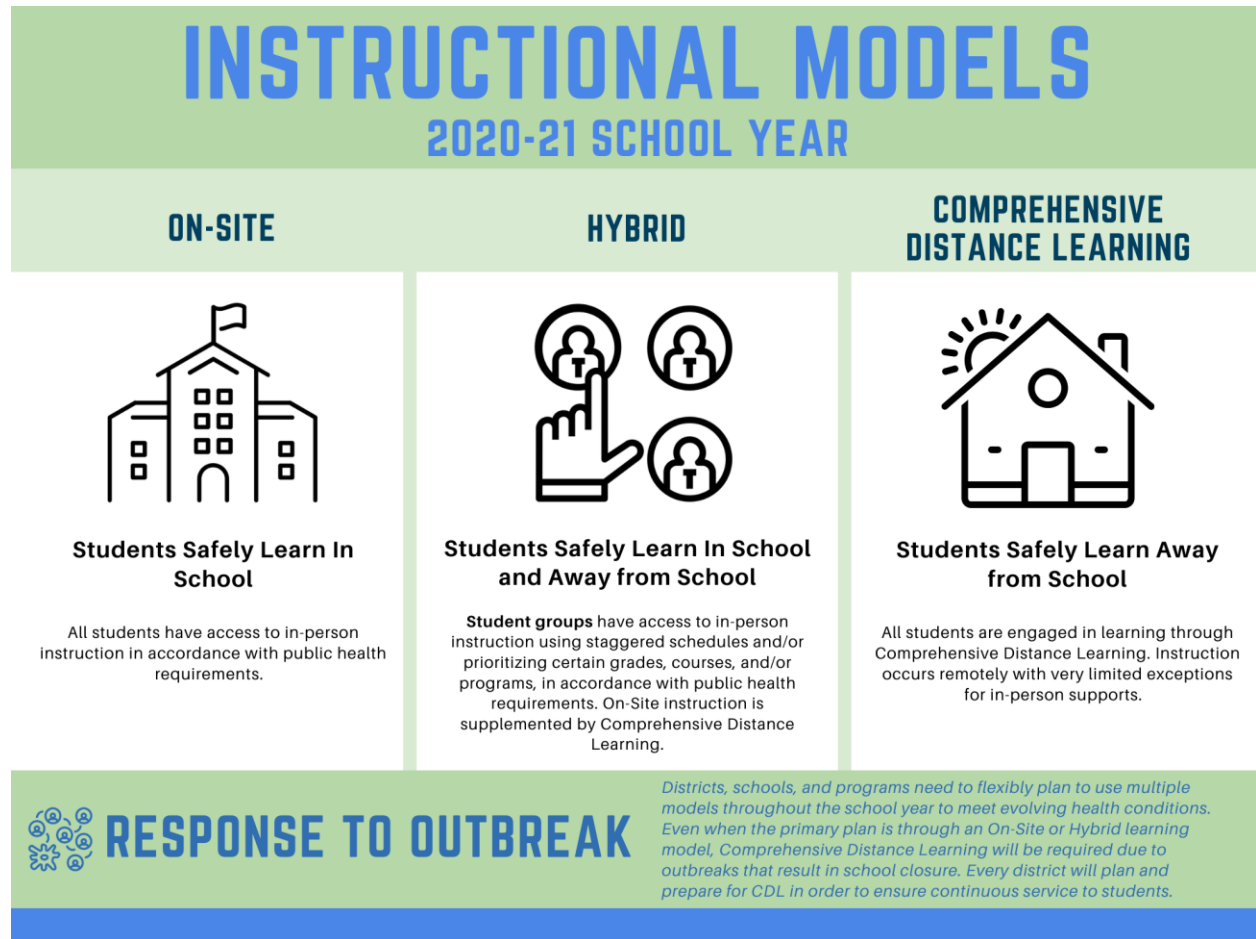 INSTRUCTIONAL MODELS
2020-21 SCHOOL YEAR
ON-SITE
HYBRID
COMPREHENSIVE
DISTANCE LEARNING
Students Safely Learn In
School
All students have access to in-person
instruction in accordance with public health
requirements.
Students Safely Learn In School
and Away from School
Student groups have access to in-person
instruction using staggered schedules and/or
prioritizing certain grades, courses, and/or
programs, in accordance with public health
requirements. On-Site instruction is
supplemented by Comprehensive Distance
Learning.
Students Safely Learn Away
from School
All students are engaged in learning through
Comprehensive Distance Learning. Instruction
occurs remotely with very limited exceptions
for in-person supports.
RESPONSE TO OUTBREAK
Districts, schools, and programs need to flexibly plan to use multiple
models throughout the school year to meet evolving health conditions.
Even when the primary plan is through an On-Site or Hybrid learning
model, Comprehensive Distance Learning will be required due to
outbreaks that result in school closure. Every district will plan and
prepare for CDL in order to ensure continuous service to students.